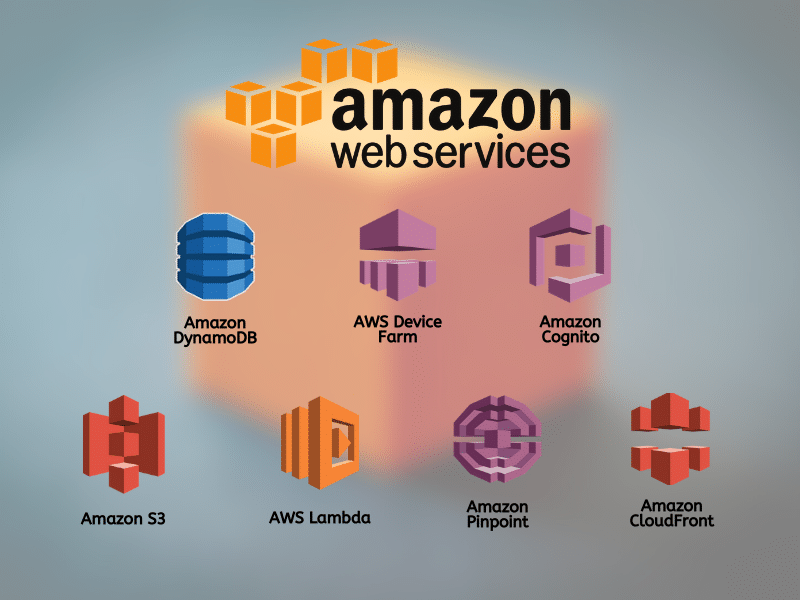 amazon
web services
Amazon
DynamoDB
AWS Device
Farm
Amazon
Cognito
Amazon S3
AWS Lambda
Amazon
Pinpoint
Amazon
CloudFront